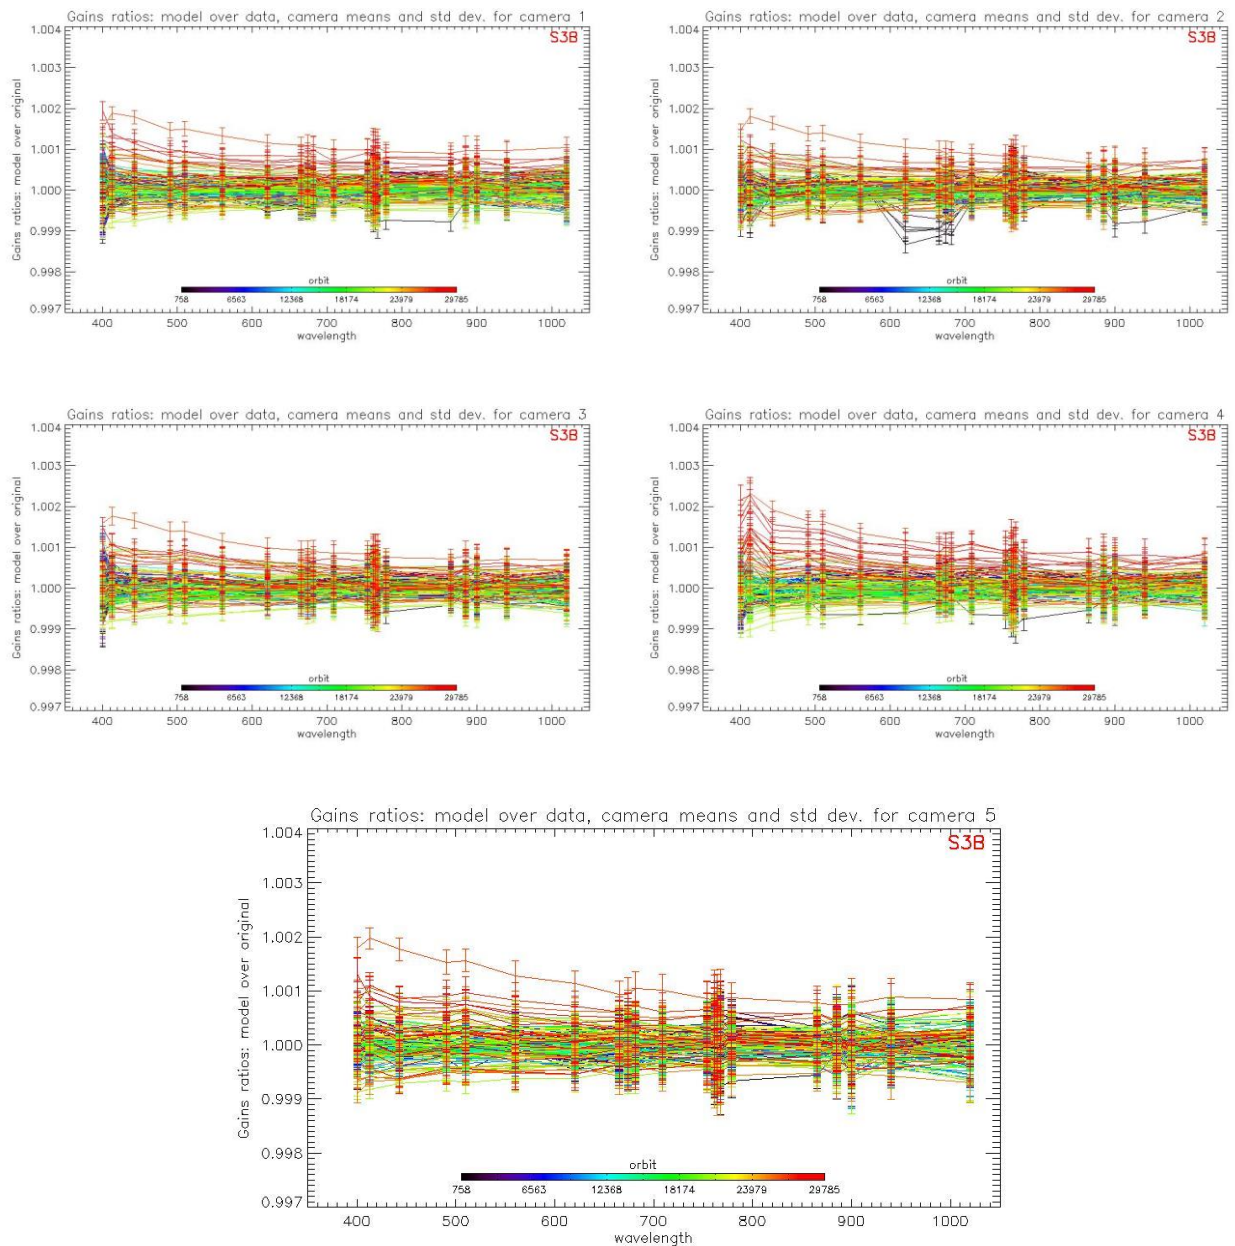 Gains ratios: model over data, camera means and std dev. for camera 1
S3B
1.004
1.003
1.002
1.001
1.000
0.999
0.998
0.997
Gains ratios: model over original
orbit
758 6563 12368 18174 23979 29785
400 500 600 700 800 900 1000
wavelength
Gains ratios: model over data, camera means and std dev. for camera 2
S3B
1.004
1.003
1.002
1.001
1.000
0.999
0.998
0.997
Gains ratios: model over original
orbit
758 6563 12368 18174 23979 29785
400 500 600 700 800 900 1000
wavelength
Gains ratios: model over data, camera means and std dev. for camera 3
S3B
1.004
1.003
1.002
1.001
1.000
0.999
0.998
0.997
Gains ratios: model over original
orbit
758 6563 12368 18174 23979 29785
400 500 600 700 800 900 1000
wavelength
Gains ratios: model over data, camera means and std dev. for camera 4
S3B
1.004
1.003
1.002
1.001
1.000
0.999
0.998
0.997
Gains ratios: model over original
orbit
758 6563 12368 18174 23979 29785
400 500 600 700 800 900 1000
wavelength
Gains ratios: model over data, camera means and std dev. for camera 5
S3B
1.004
1.003
1.002
1.001
1.000
0.999
0.998
0.997
Gains ratios: model over original
orbit
758 6563 12368 18174 23979 29785
400 500 600 700 800 900 1000
wavelength